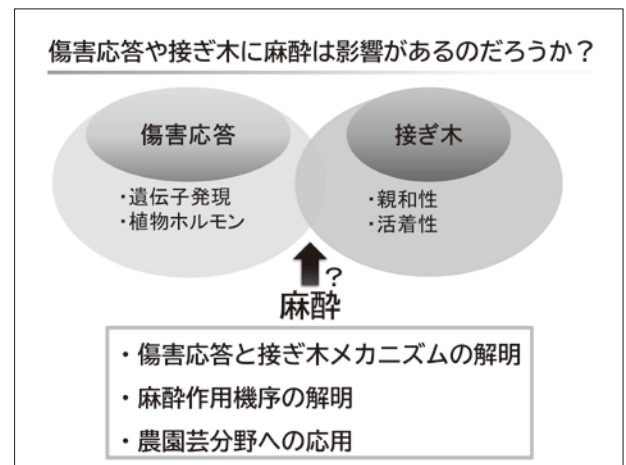 傷害応答や接ぎ木に麻酔は影響があるのだろうか？
傷害応答
・遺伝子発現
・植物ホルモン
接ぎ木
・親和性
・活着性
?
麻酔
・傷害応答と接ぎ木メカニズムの解明
・麻酔作用機序の解明
・農園芸分野への応用